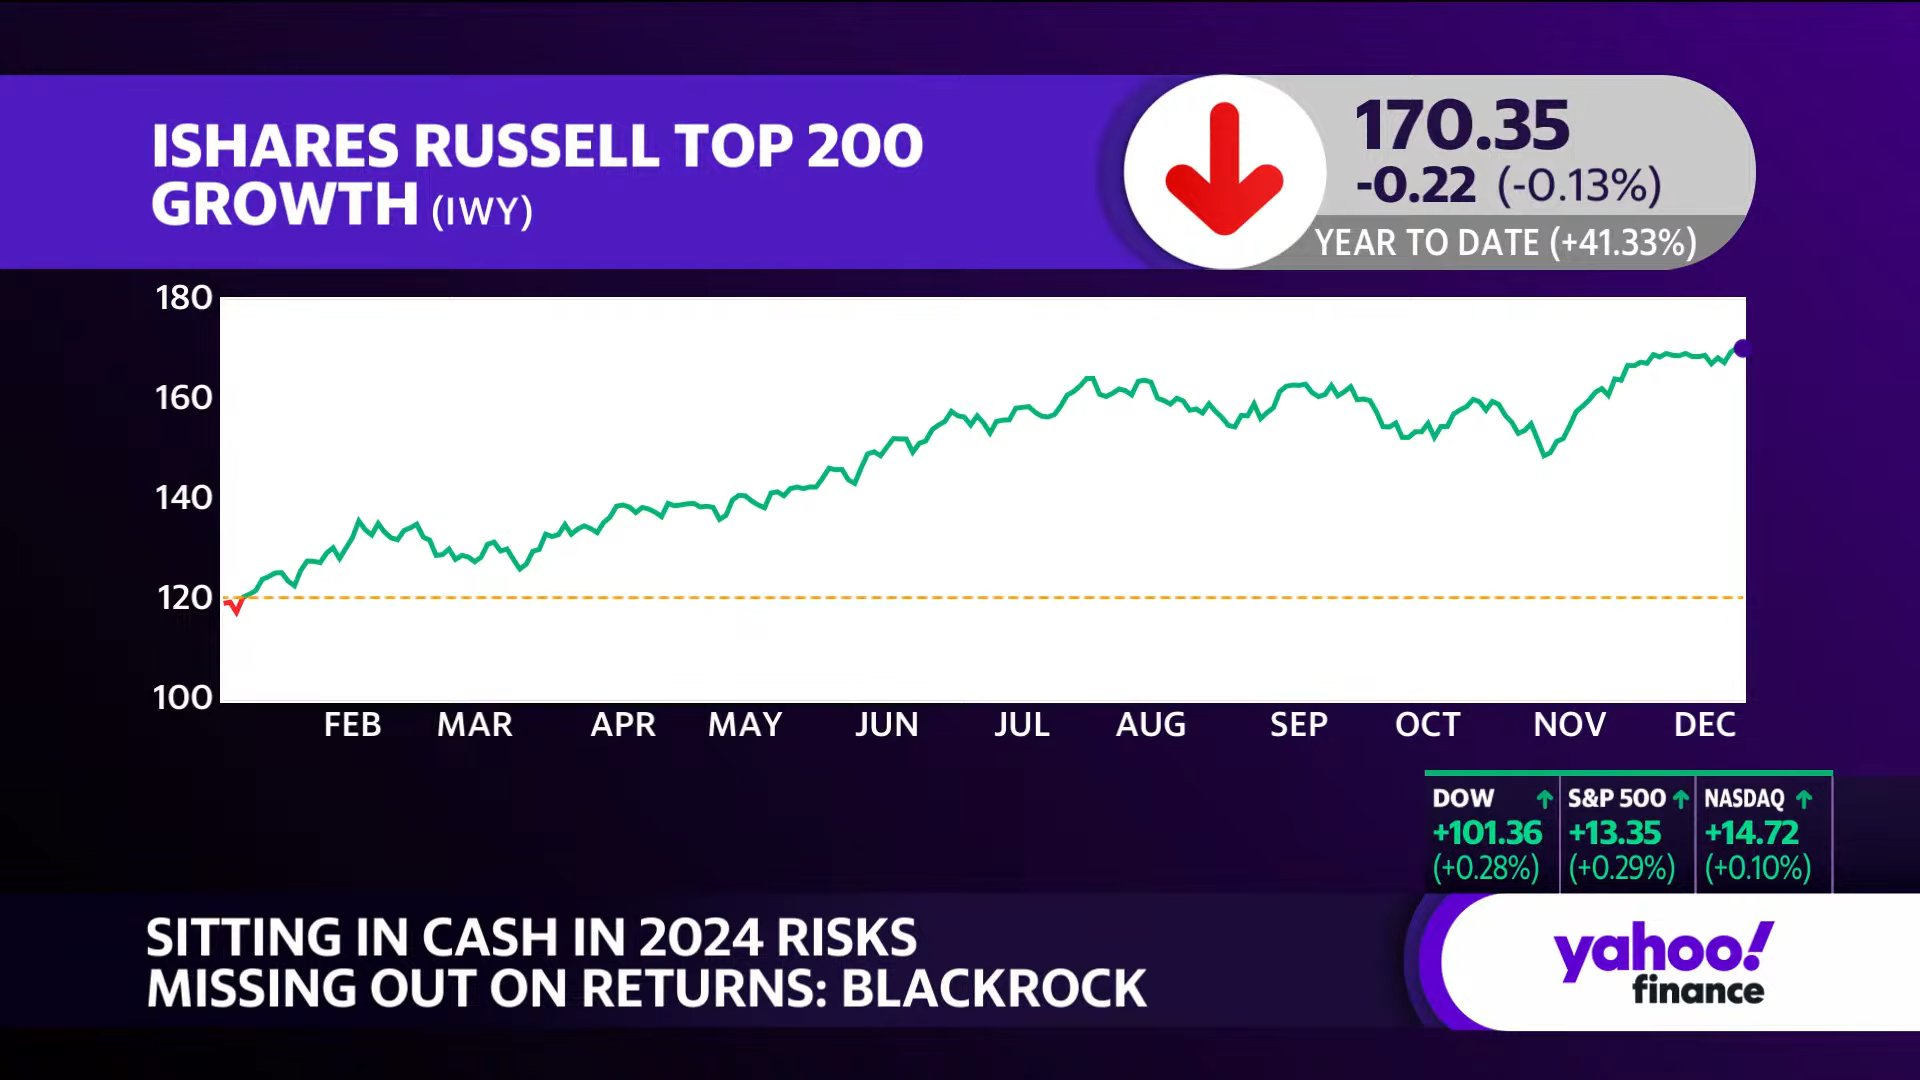 ISHARES RUSSELL TOP 200
GROWTH (IWY)
170.35
-0.22 (-0.13%)
YEAR TO DATE (+41.33%)
180
160
140
120
100
FEB MAR APR MAY JUN JUL AUG SEP OCT NOV DEC
DOW S&P 500 NASDAQ
+101.36 +13.35 +14.72
(+0.28%) (+0.29%) (+0.10%)
SITTING IN CASH IN 2024 RISKS
MISSING OUT ON RETURNS: BLACKROCK
yahoo!
finance